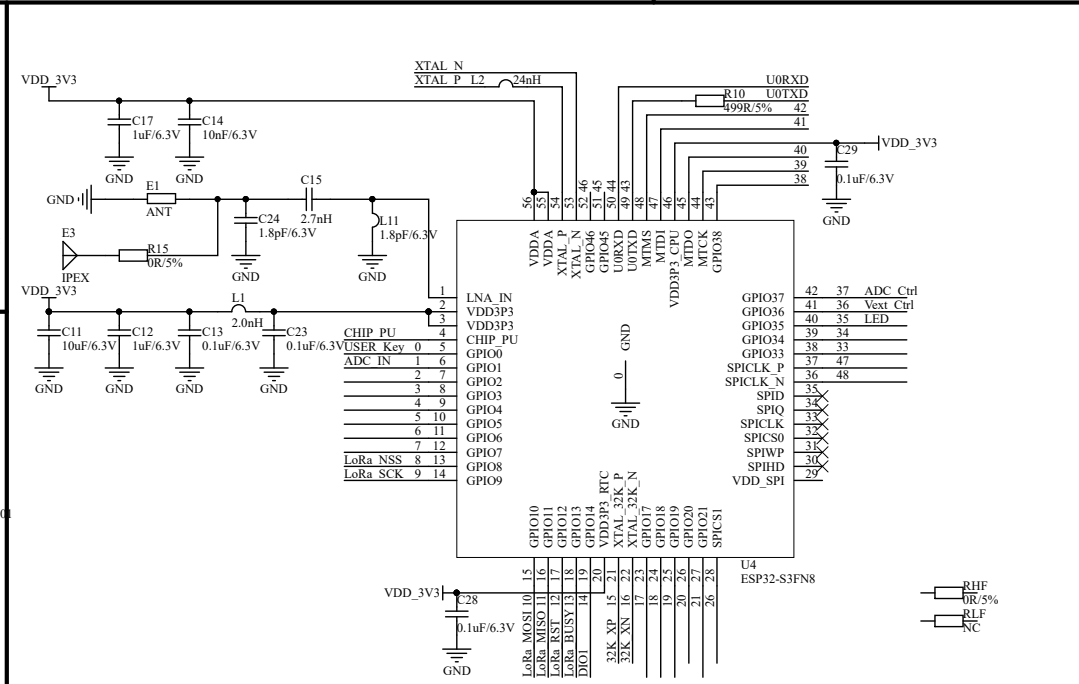 XTAL_N
XTAL_P L2 24nH
VDD_3V3
U0RXD
R10 U0TXD
499R/5% 42
41
C17
1uF/6.3V
C14
10nF/6.3V
C29
VDD_3V3
40
39
0.1uF/6.3V
38
GND
GND
GND
E1
GND
ANT
C15
2.7nH
C24
1.8pF/6.3V
L11
1.8pF/6.3V
E3
IPEX
R15
0R/5%
GND
GND
46 45 44 43
56 55 54 53 52 51 50 49 48 47 46 45 44 43
VDDA
VDDA
XTAL_P
XTAL_N
GPIO46
GPIO45
U0RXD
U0TXD
MTMS
MTDI
VDD3P3_CPU
MTDO
MTCK
GPIO38
VDD_3V3
L1
2.0nH
C11
10uF/6.3V
C12
1uF/6.3V
C13
0.1uF/6.3V
C23
0.1uF/6.3V
GND
GND
GND
GND
1 LNA_IN
2 VDD3P3
3 VDD3P3
CHIP_PU 4 CHIP_PU
USER_Key 0 5 GPIO0
ADC_IN 1 6 GPIO1
2 7 GPIO2
3 8 GPIO3
4 9 GPIO4
5 10 GPIO5
6 11 GPIO6
7 12 GPIO7
LoRa_NSS 8 13 GPIO8
LoRa_SCK 9 14 GPIO9
GND
0
GND
GPIO37 42 37 ADC_Ctrl
GPIO36 41 36 Vext_Ctrl
GPIO35 40 35 LED
GPIO34 39 34
GPIO33 38 33
SPICLK_P 37 47
SPICLK_N 36 48
SPID 35
SPIQ 34
SPICLK 33
SPICS0 32
SPIWP 31
SPIHD 30
VDD_SPI 29
GPIO10
GPIO11
GPIO12
GPIO13
GPIO14
VDD3P3_RTC
XTAL_32K_P
XTAL_32K_N
GPIO17
GPIO18
GPIO19
GPIO20
GPIO21
SPICS1
U4
ESP32-S3FN8
15 16 17 18 19 20 21 22 23 24 25 26 27 28
VDD_3V3
C28
0.1uF/6.3V
GND
LoRa_MOSI 10
LoRa_MISO 11
LoRa_RST 12
LoRa_BUSY 13
DIO1 14
32K_XP 15
32K_XN 16
17 18 19 20 21 26
RHF
0R/5%
RLF
NC